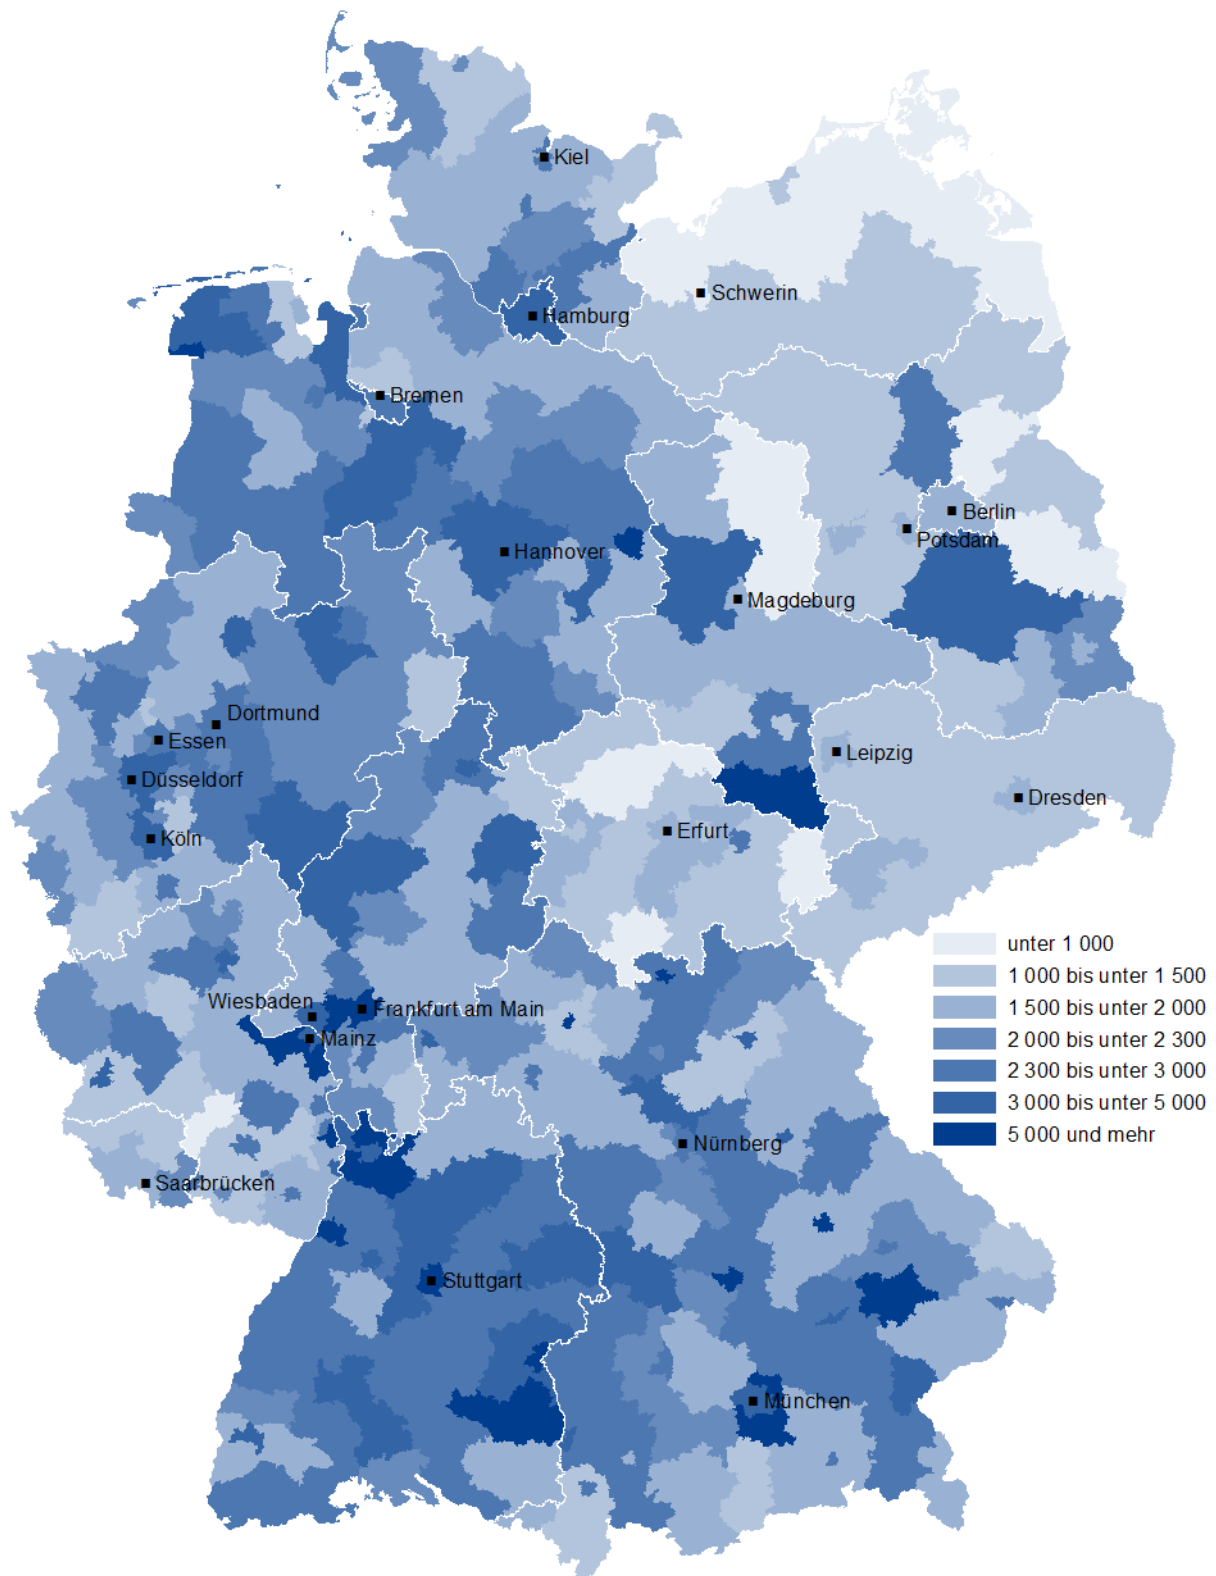 Kiel
Schwerin
Hamburg
Bremen
Berlin
Potsdam
Hannover
Magdeburg
Dortmund
Essen
Düsseldorf
Leipzig
Dresden
Köln
Erfurt
unter 1 000
1 000 bis unter 1 500
1 500 bis unter 2 000
2 000 bis unter 2 300
2 300 bis unter 3 000
3 000 bis unter 5 000
5 000 und mehr
Wiesbaden
Frankfurt am Main
Mainz
Nürnberg
Saarbrücken
Stuttgart
München